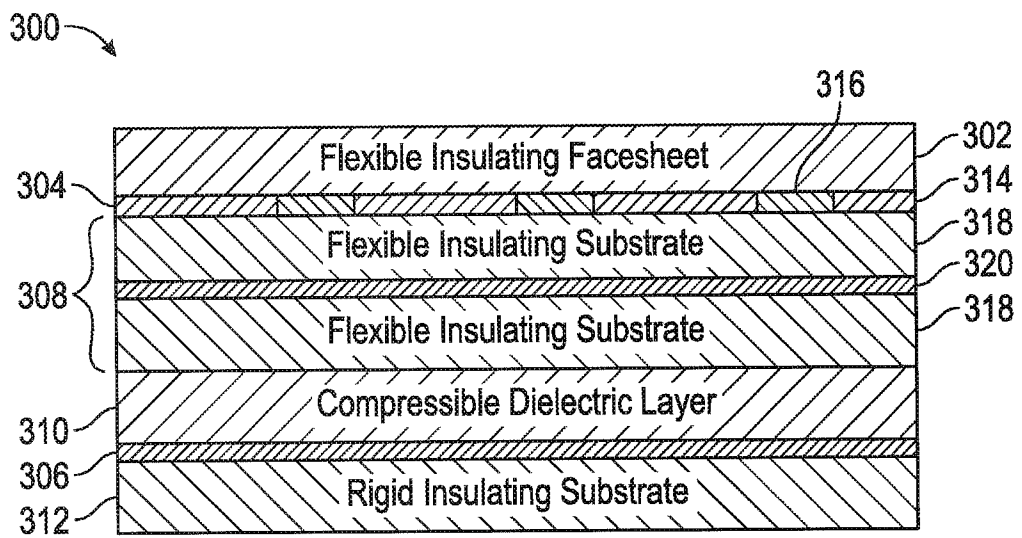 300
316
Flexible Insulating Facesheet
302
304
314
Flexible Insulating Substrate
318
320
308
Flexible Insulating Substrate
318
Compressible Dielectric Layer
310
306
Rigid Insulating Substrate
312